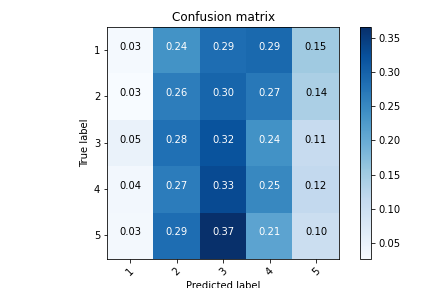 Confusion matrix
1 0.03 0.24 0.29 0.29 0.15
2 0.03 0.26 0.30 0.27 0.14
3 0.05 0.28 0.32 0.24 0.11
4 0.04 0.27 0.33 0.25 0.12
5 0.03 0.29 0.37 0.21 0.10
True label
1 2 3 4 5
Predicted label
0.35
0.30
0.25
0.20
0.15
0.10
0.05